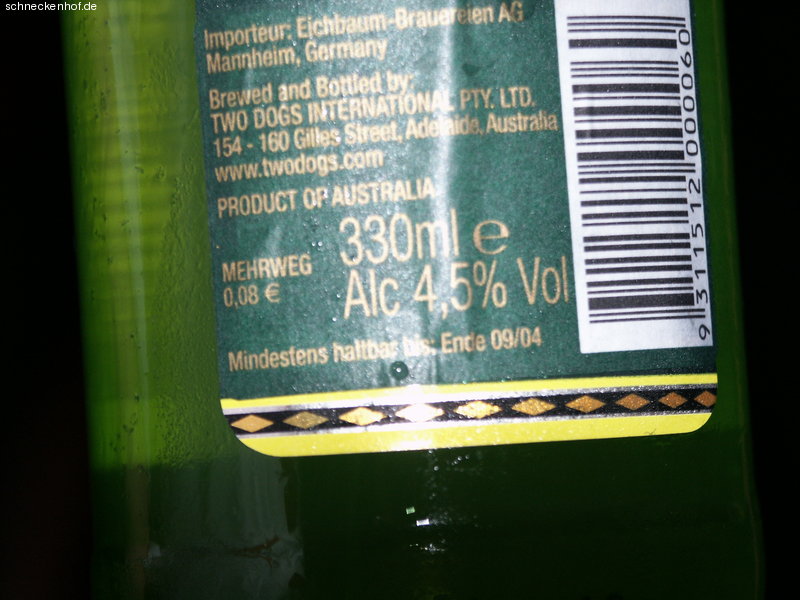 schneckenhof.de
Importeur: Eichbaum-Brauereien AG
Mannheim, Germany
Brewed and Bottled by:
TWO DOGS INTERNATIONAL PTY. LTD.
154 - 160 Gilles Street, Adelaide, Australia
www.twodogs.com
PRODUCT OF AUSTRALIA
330ml e
MEHRWEG
0,08 €
Alc 4,5% Vol
Mindestens haltbar bis: Ende 09/04
9 311512 000060